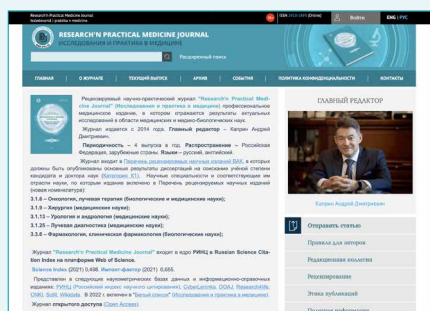 Research'n Practical Medicine Journal
Issledovaniâ i praktika v medicine
ISSN 2410-1893 (Online)
Войти
ENG | РУС
RESEARCH'N PRACTICAL MEDICINE JOURNAL
ИССЛЕДОВАНИЯ И ПРАКТИКА В МЕДИЦИНЕ
Расширенный поиск
ГЛАВНАЯ
О ЖУРНАЛЕ
ТЕКУЩИЙ ВЫПУСК
АРХИВ
СОБЫТИЯ
ПОЛИТИКА КОНФИДЕНЦИАЛЬНОСТИ
КОНТАКТЫ
Рецензируемый научно-практический журнал "Research'n Practical Medi-
cine Journal" (Исследования и практика в медицине) профессиональное
медицинское издание, в котором отражаются результаты актуальных
исследований в области медицинских и медико-биологических наук.
Журнал издается с 2014 года. Главный редактор – Каприн Андрей
Дмитриевич.
Периодичность – 4 выпуска в год. Распространение – Российская
Федерация, зарубежные страны. Языки – русский, английский.
Журнал входит в Перечень рецензируемых научных изданий ВАК, в которых
должны быть опубликованы основные результаты диссертаций на соискание учёной степени
кандидата и доктора наук (Категория К1). Научные специальности и соответствующие им
отрасли науки, по которым издание включено в Перечень рецензируемых научных изданий
(новая номенклатура):
3.1.6 – Онкология, лучевая терапия (биологические и медицинские науки);
3.1.9 – Хирургия (медицинские науки);
3.1.13 – Урология и андрология (медицинские науки);
3.1.25 – Лучевая диагностика (медицинские науки);
3.3.6 – Фармакология, клиническая фармакология (биологические науки);
Журнал "Research'n Practical Medicine Journal" входит в ядро РИНЦ и Russian Science Cita-
tion Index на платформе Web of Science.
Science Index (2021) 0,498. Импакт-фактор (2021) 0,655.
Представлен в следующих наукометрических базах данных и информационно-справочных
изданиях: РИНЦ (Российский индекс научного цитирования), CyberLeninka, DOAJ, Research4life,
Scilit, Wikidata. В 2022 г. включен в "Белый список" (Исследования и практика в медицине).
Журнал открытого доступа (Open Access)
ГЛАВНЫЙ РЕДАКТОР
Каприн Андрей Дмитриевич
Отправить статью
Правила для авторов
Редакционная коллегия
Рецензирование
Этика публикаций